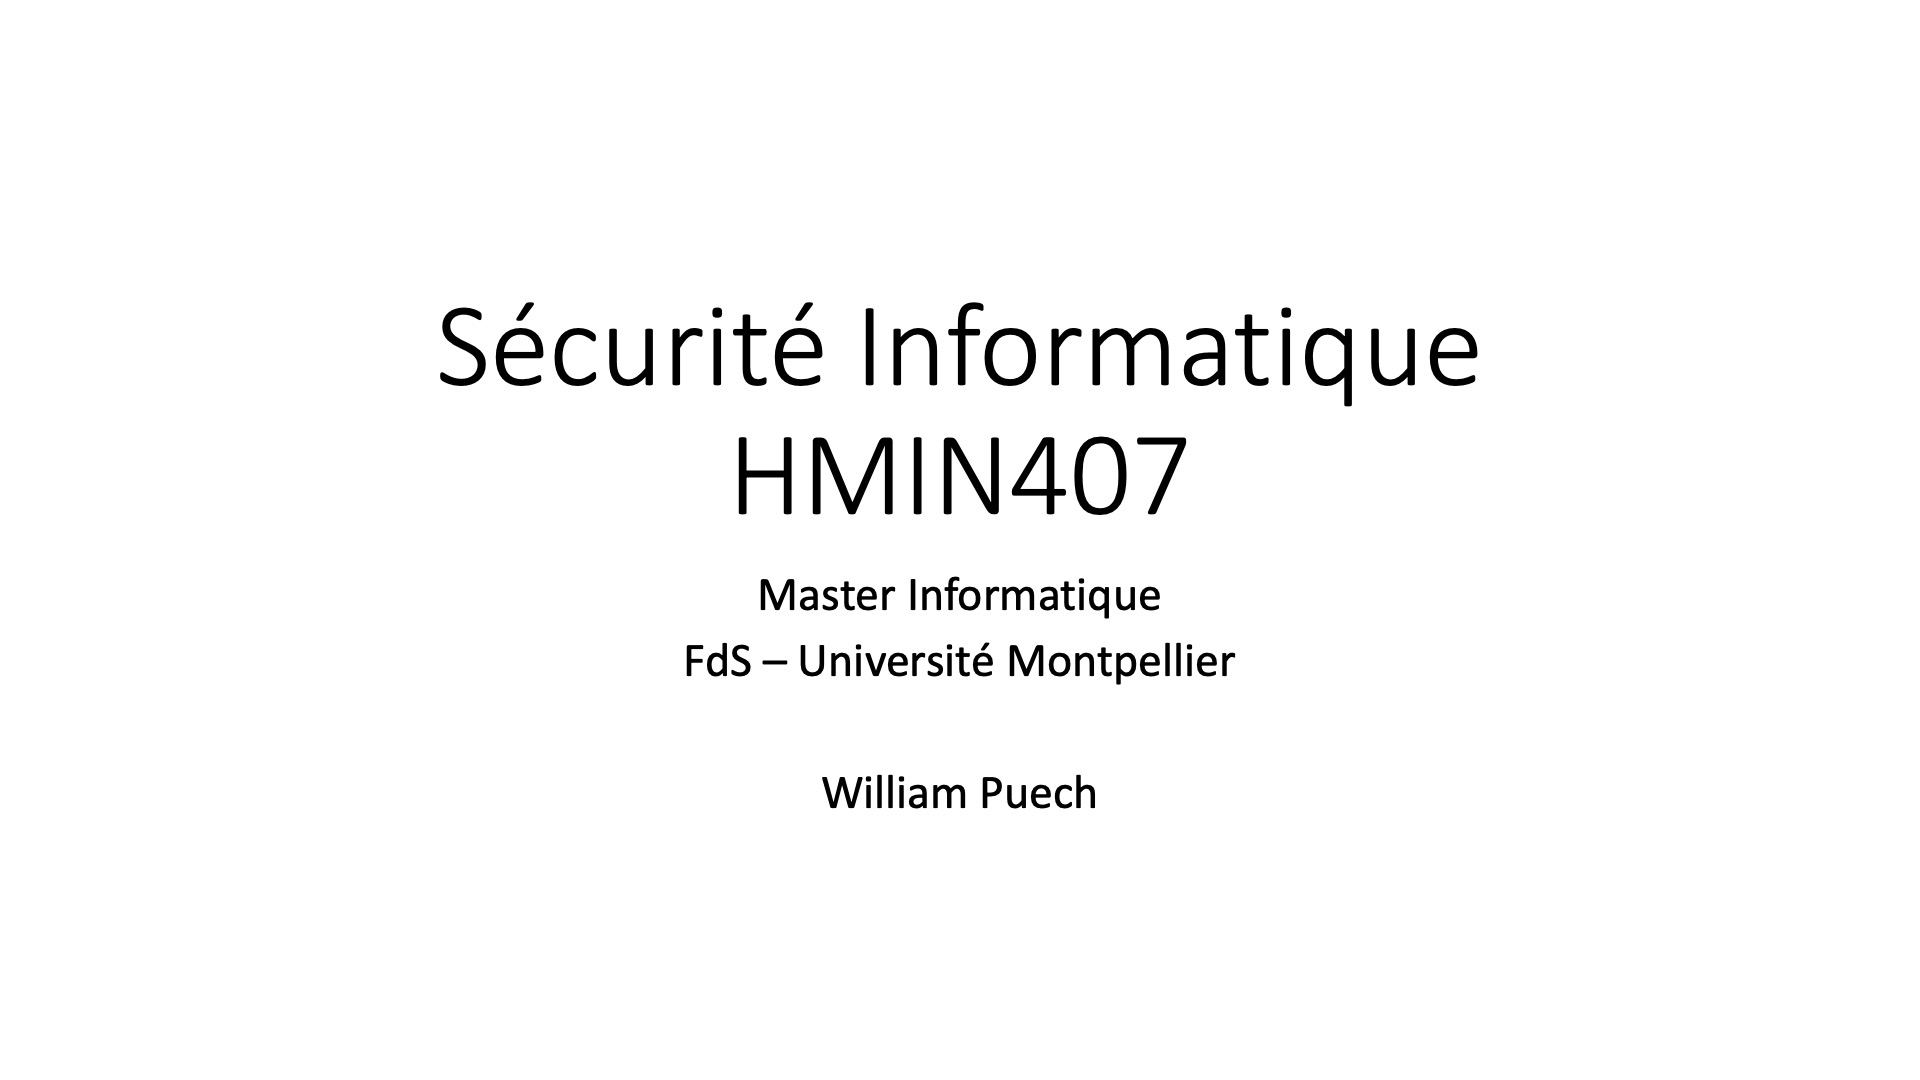 Sécurité Informatique
HMIN407
Master Informatique
FdS – Université Montpellier
William Puech